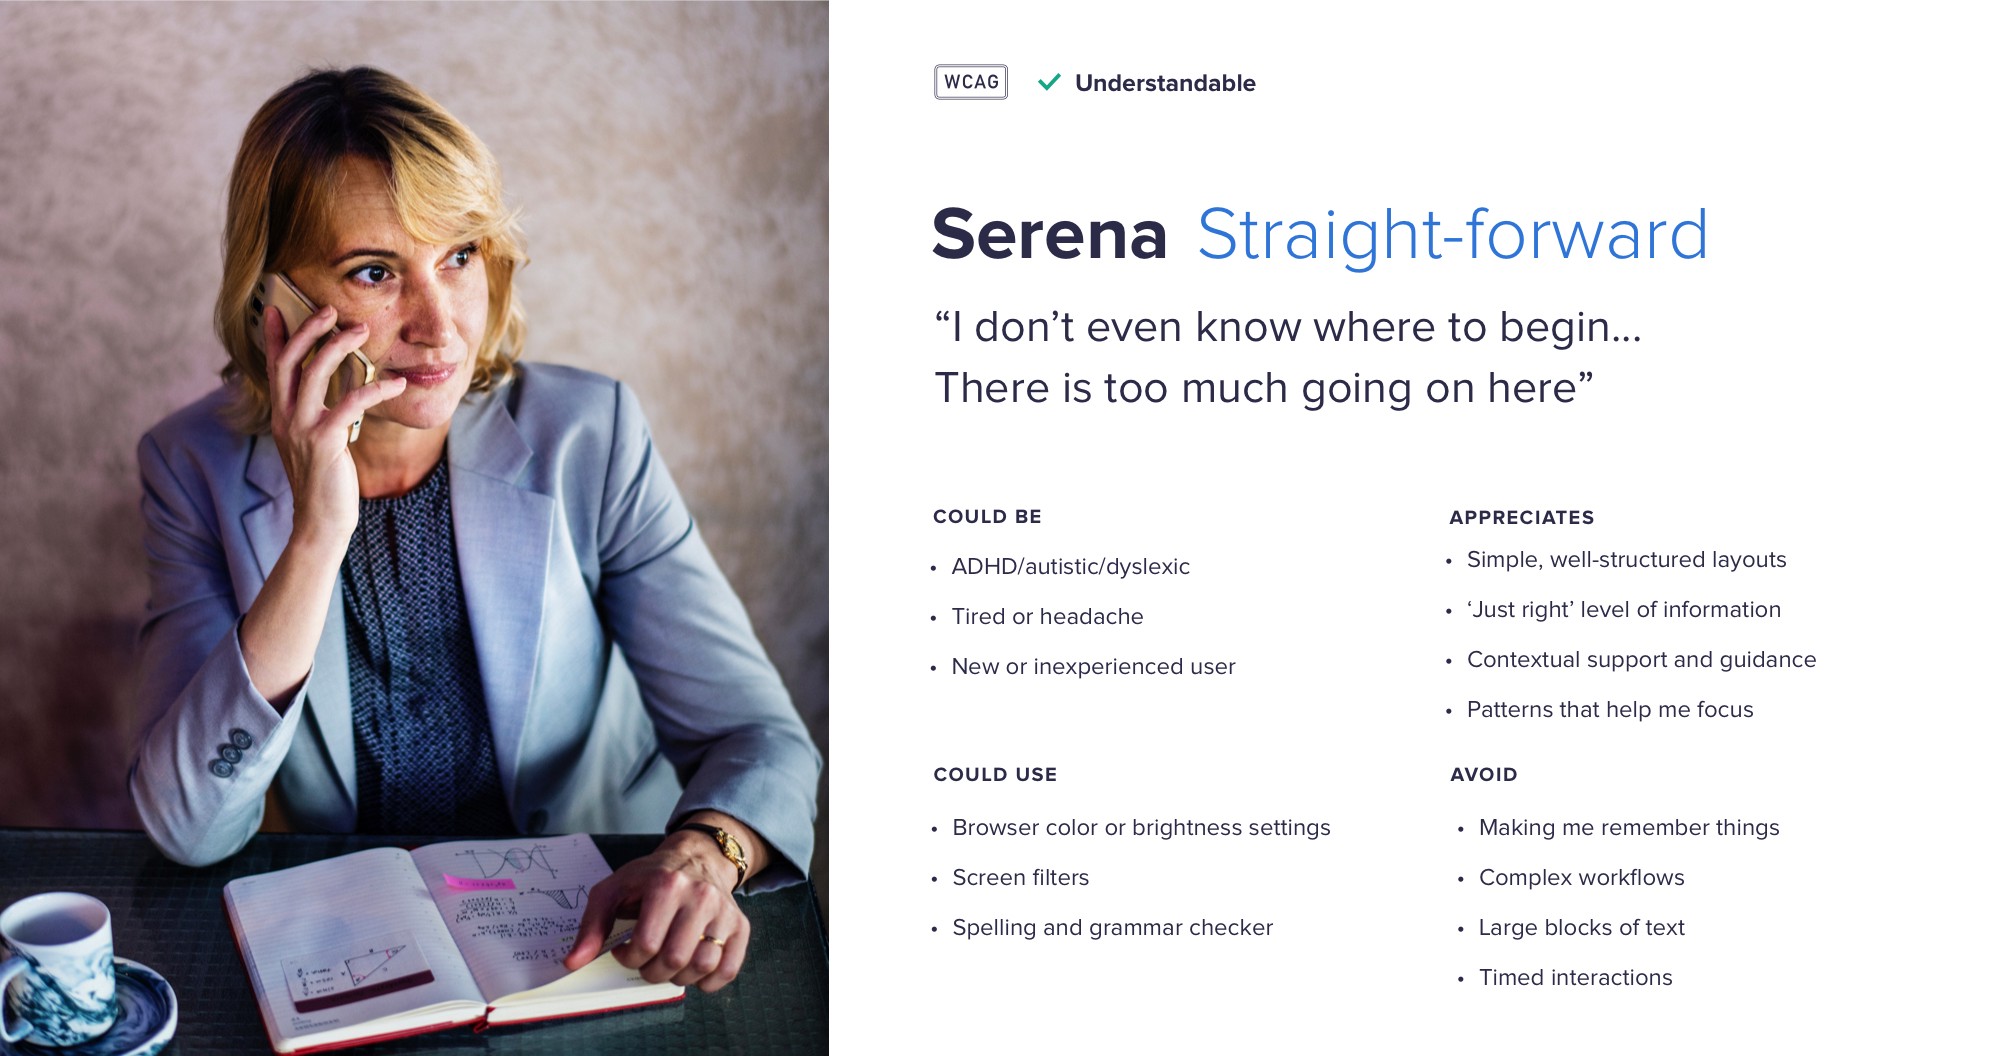 WCAG
Understandable
Serena Straight-forward
“I don’t even know where to begin...
There is too much going on here”
COULD BE
• ADHD/autistic/dyslexic
• Tired or headache
• New or inexperienced user
APPRECIATES
• Simple, well-structured layouts
• ‘Just right’ level of information
• Contextual support and guidance
• Patterns that help me focus
COULD USE
• Browser color or brightness settings
• Screen filters
• Spelling and grammar checker
AVOID
• Making me remember things
• Complex workflows
• Large blocks of text
• Timed interactions